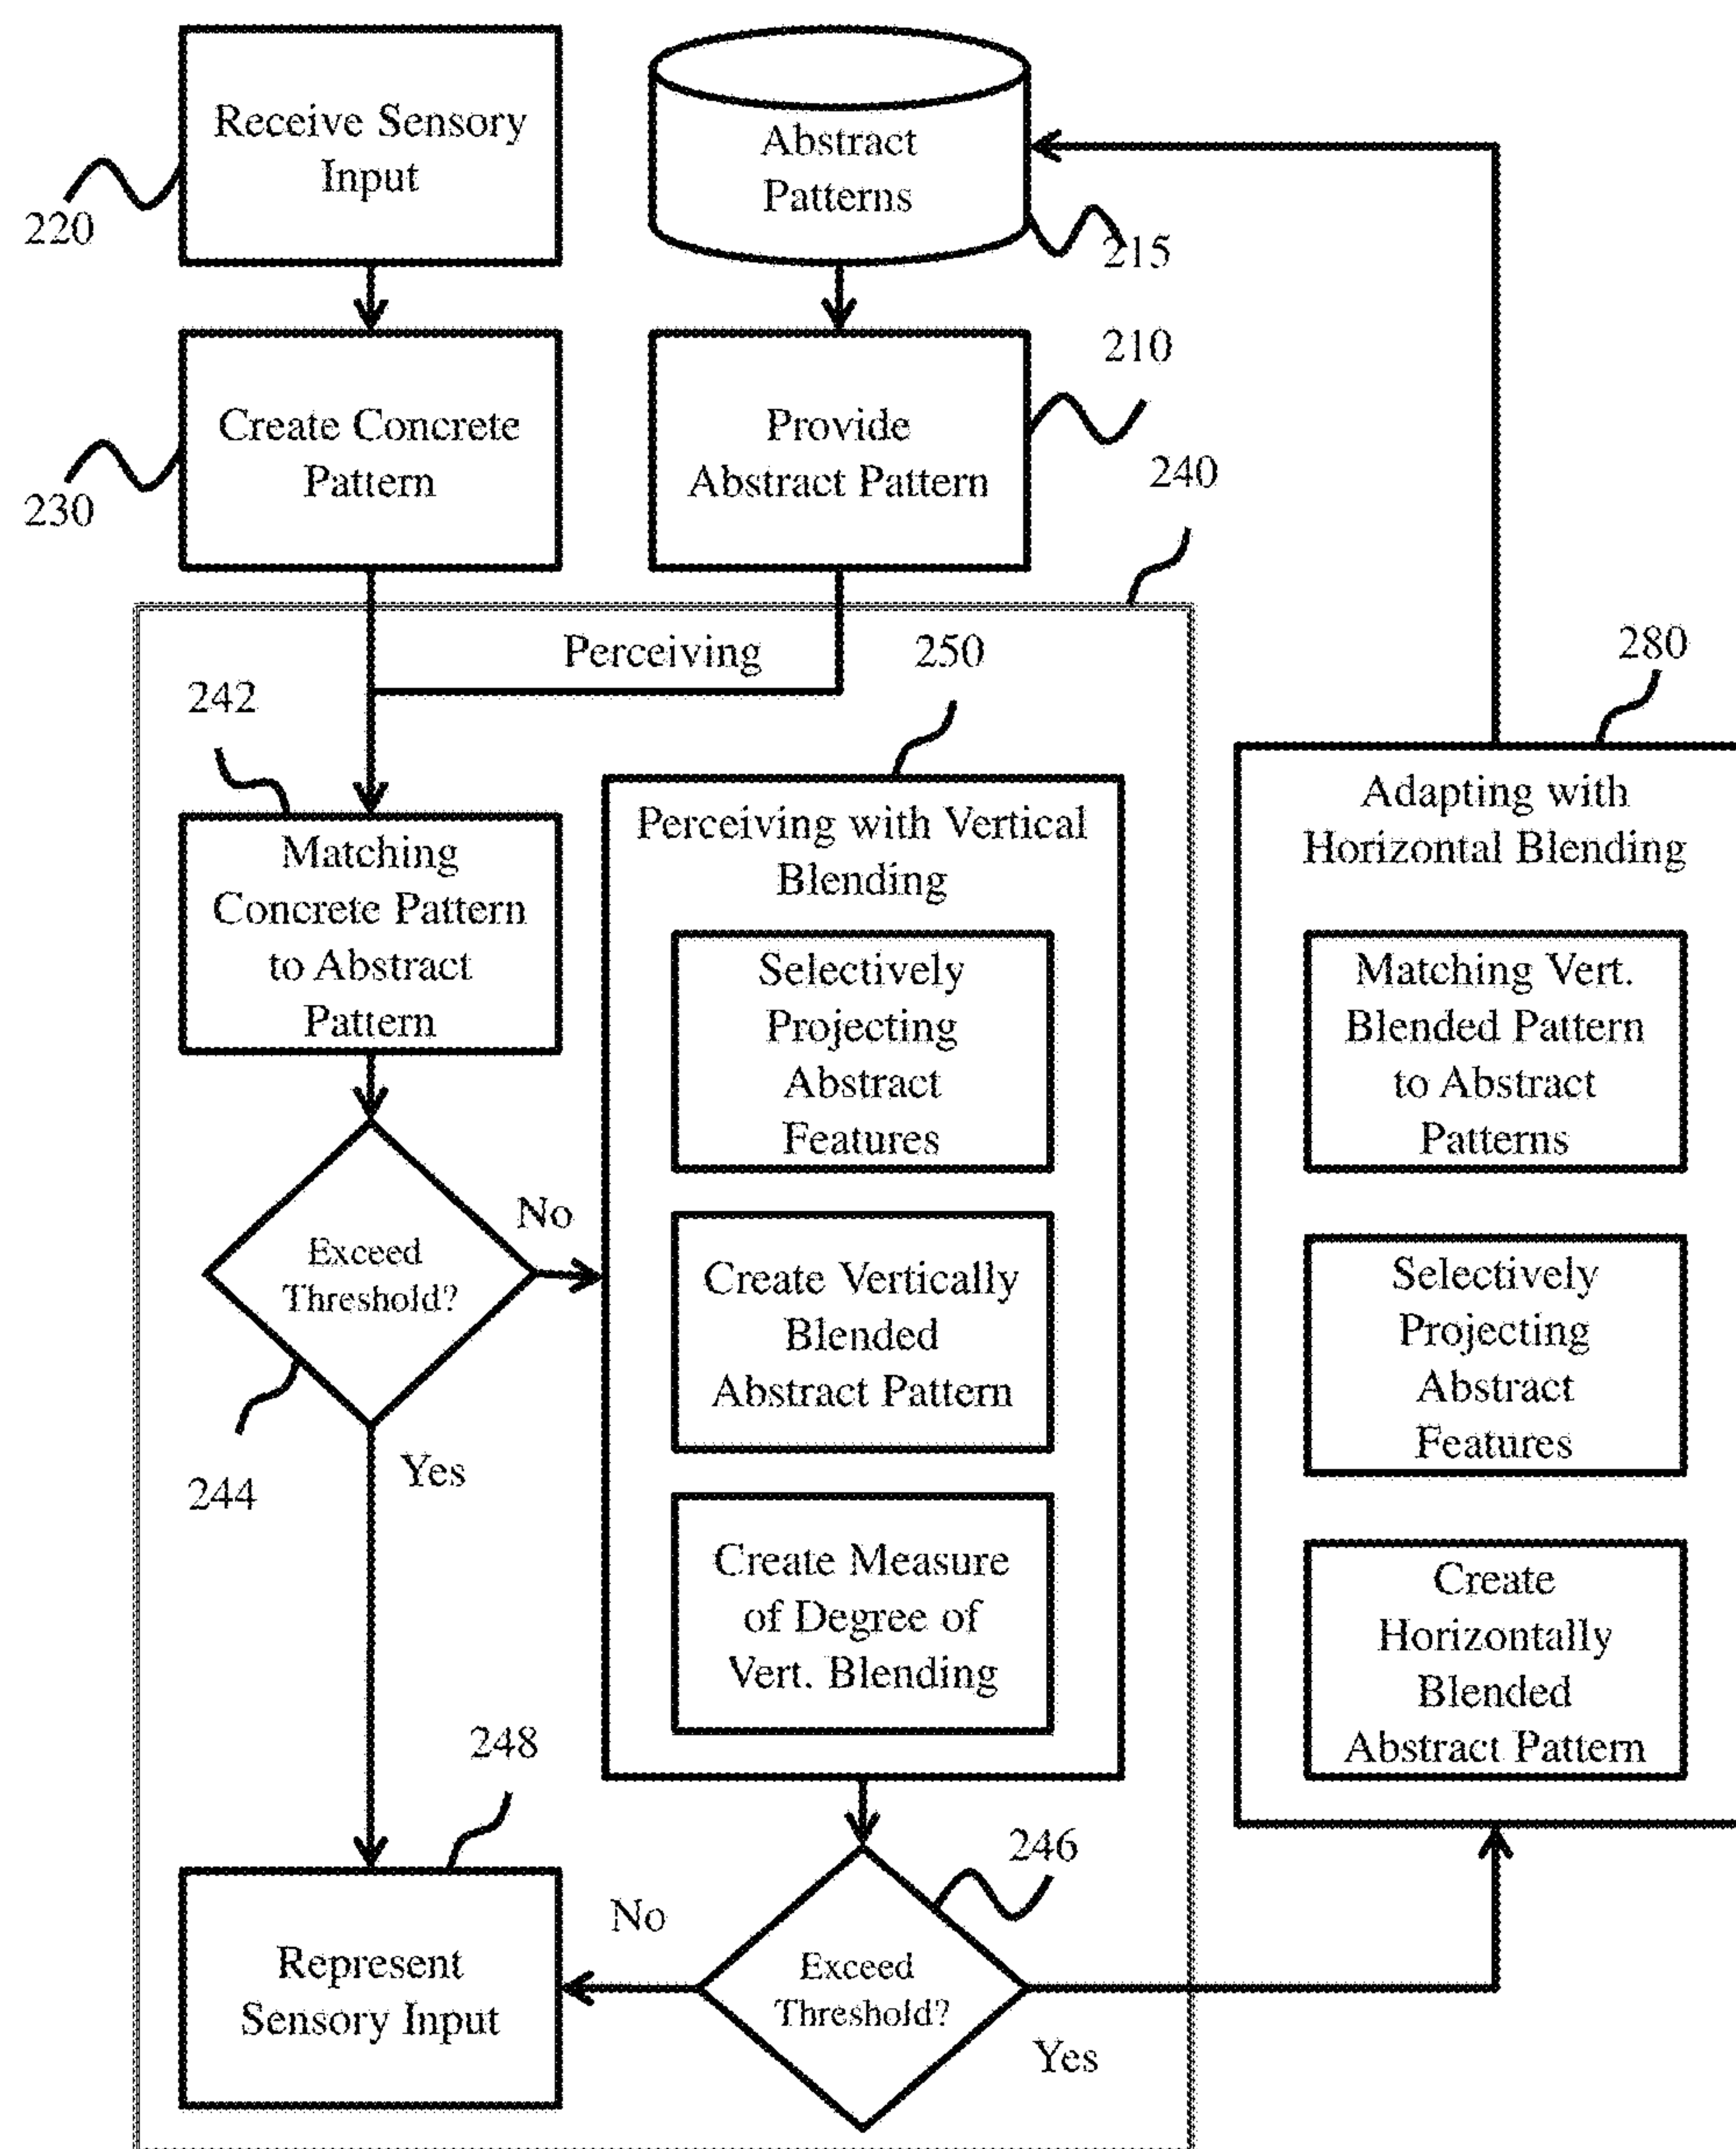 Receive Sensory
Input
220
Abstract
Patterns
215
Create Concrete
Pattern
230
Provide
Abstract Pattern
210
240
Perceiving
250
280
242
Matching
Concrete Pattern
to Abstract
Pattern
Perceiving with Vertical
Blending
Selectively
Projecting
Abstract
Features
Create Vertically
Blended
Abstract Pattern
Create Measure
of Degree of
Vert. Blending
Adapting with
Horizontal Blending
Matching Vert.
Blended Pattern
to Abstract
Patterns
Selectively
Projecting
Abstract
Features
Create
Horizontally
Blended
Abstract Pattern
Exceed
Threshold?
No
244
Yes
248
246
Represent
Sensory Input
No
Exceed
Threshold?
Yes